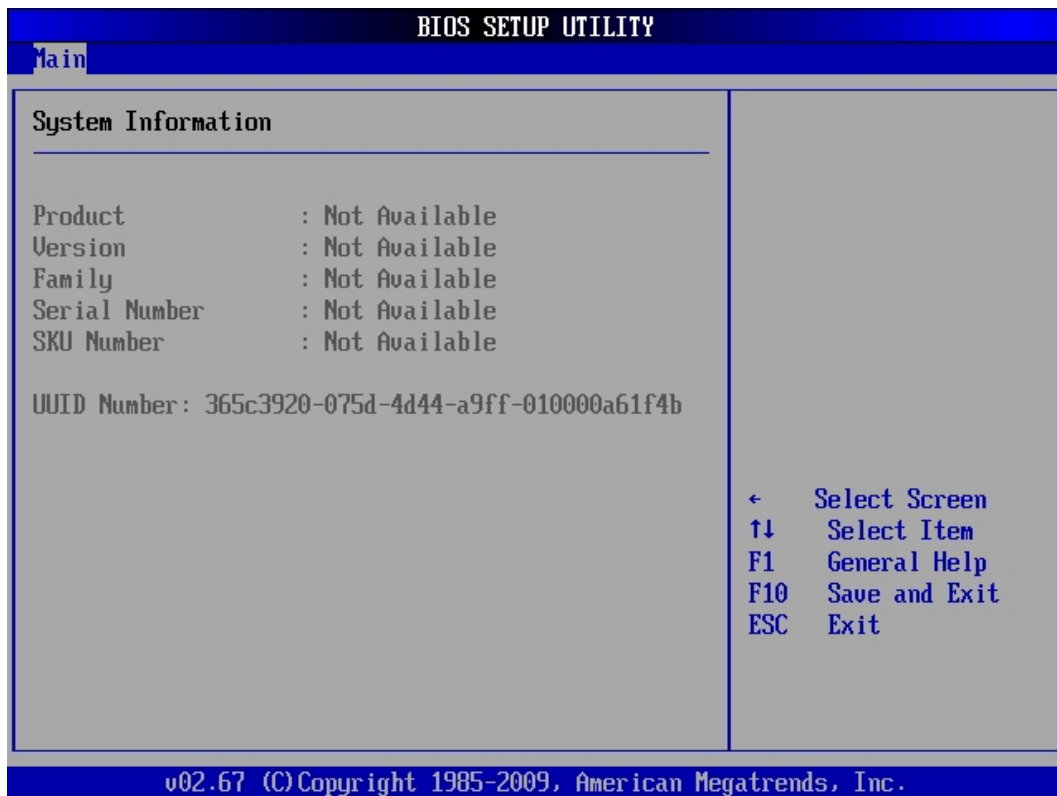 BIOS SETUP UTILITY
Main
System Information
Product : Not Available
Version : Not Available
Family : Not Available
Serial Number : Not Available
SKU Number : Not Available
UUID Number: 365c3920-075d-4d44-a9ff-010000a61f4b
← Select Screen
↑↓ Select Item
F1 General Help
F10 Save and Exit
ESC Exit
v02.67 (C)Copyright 1985-2009, American Megatrends, Inc.